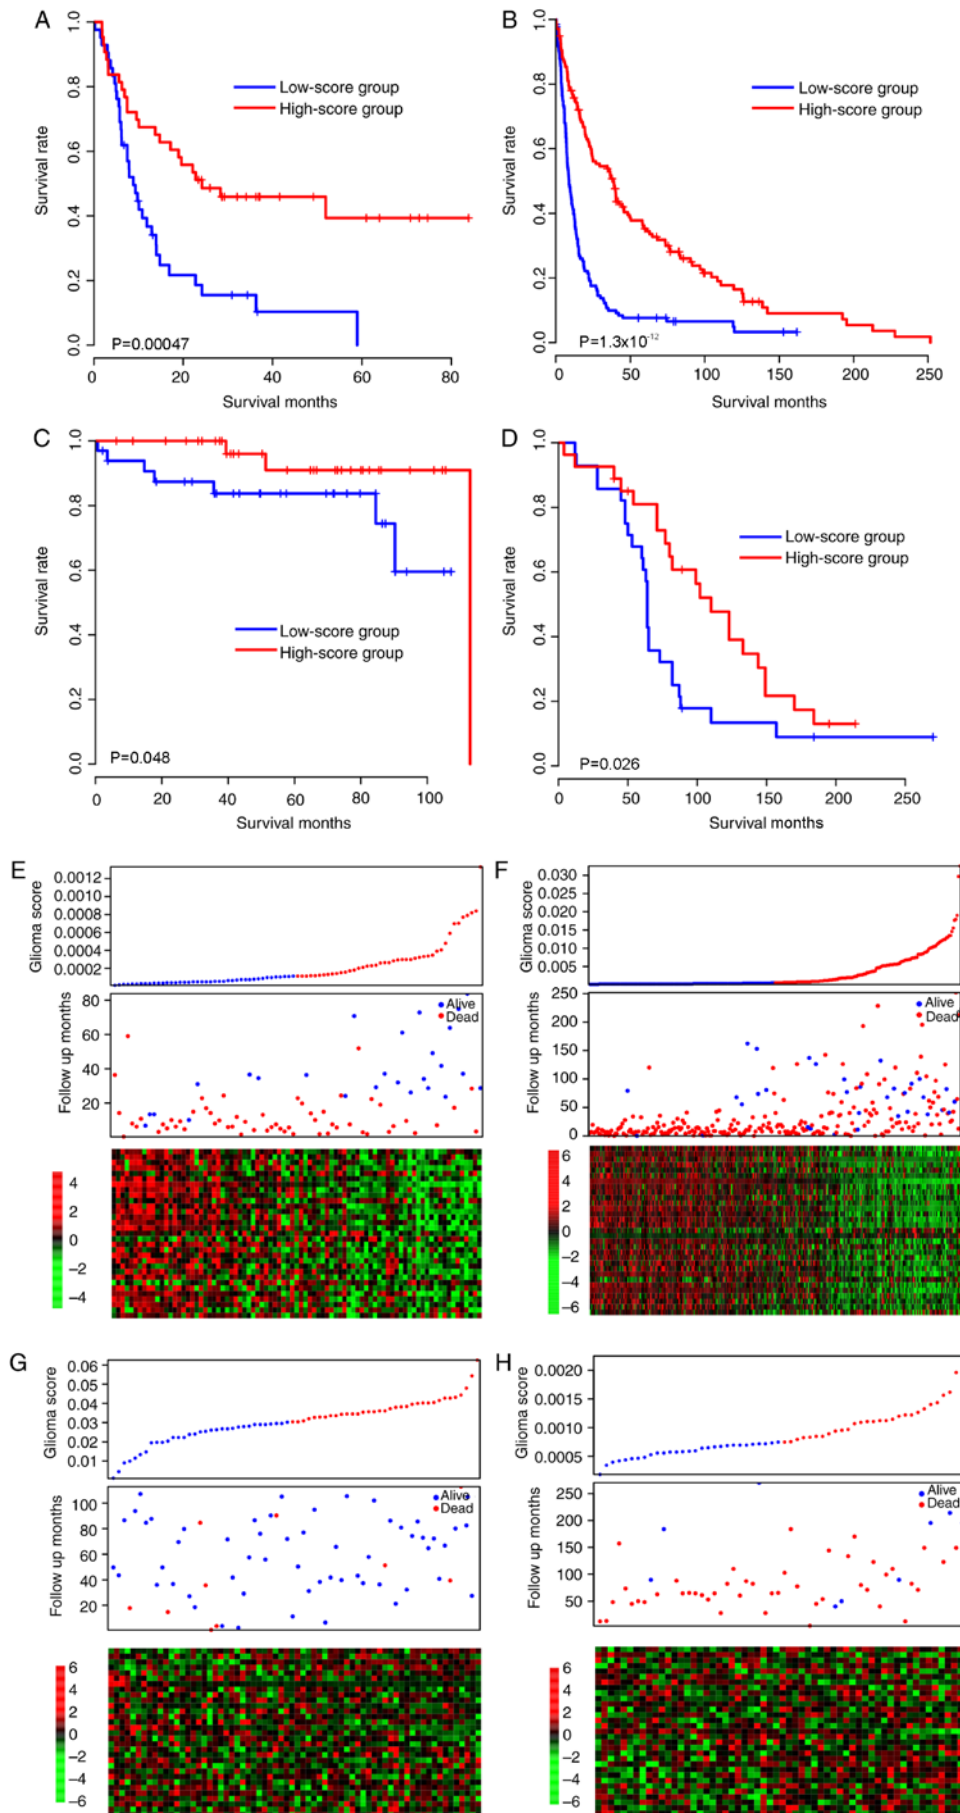 A
1.0
0.8
0.6
0.4
0.2
0.0
Survival rate
Low-score group
High-score group
P=0.00047
0 20 40 60 80
Survival months
B
1.0
0.8
0.6
0.4
0.2
0.0
Survival rate
Low-score group
High-score group
P=1.3x10-12
0 50 100 150 200 250
Survival months
C
1.0
0.8
0.6
0.4
0.2
0.0
Survival rate
Low-score group
High-score group
P=0.048
0 20 40 60 80 100
Survival months
D
1.0
0.8
0.6
0.4
0.2
0.0
Survival rate
Low-score group
High-score group
P=0.026
0 50 100 150 200 250
Survival months
E
Glioma score
0.0012
0.0010
0.0008
0.0006
0.0004
0.0002
Follow up months
80
60
40
20
Alive
Dead
4
2
0
−2
−4
F
Glioma score
0.030
0.025
0.020
0.015
0.010
0.005
Follow up months
250
200
150
100
50
0
Alive
Dead
6
4
2
0
−2
−4
−6
G
Glioma score
0.06
0.05
0.04
0.03
0.02
0.01
Follow up months
100
80
60
40
20
Alive
Dead
6
4
2
0
−2
−4
−6
H
Glioma score
0.0020
0.0015
0.0010
0.0005
Follow up months
250
200
150
100
50
Alive
Dead
6
4
2
0
−2
−4
−6